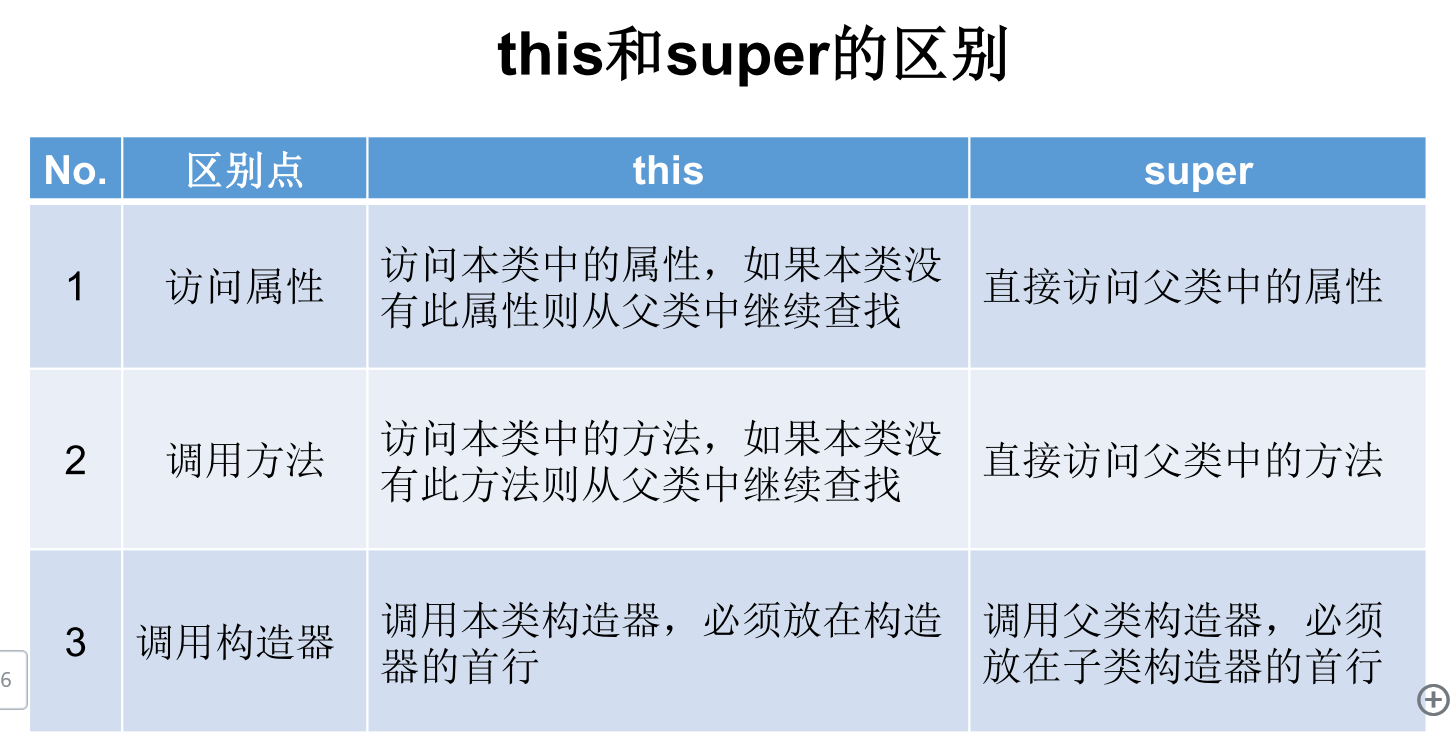 this和super的区别
No. 区别点 this super
1 访问属性 访问本类中的属性，如果本类没
有此属性则从父类中继续查找 直接访问父类中的属性
2 调用方法 访问本类中的方法，如果本类没
有此方法则从父类中继续查找 直接访问父类中的方法
3 调用构造器 调用本类构造器，必须放在构造
器的首行 调用父类构造器，必须
放在子类构造器的首行
6